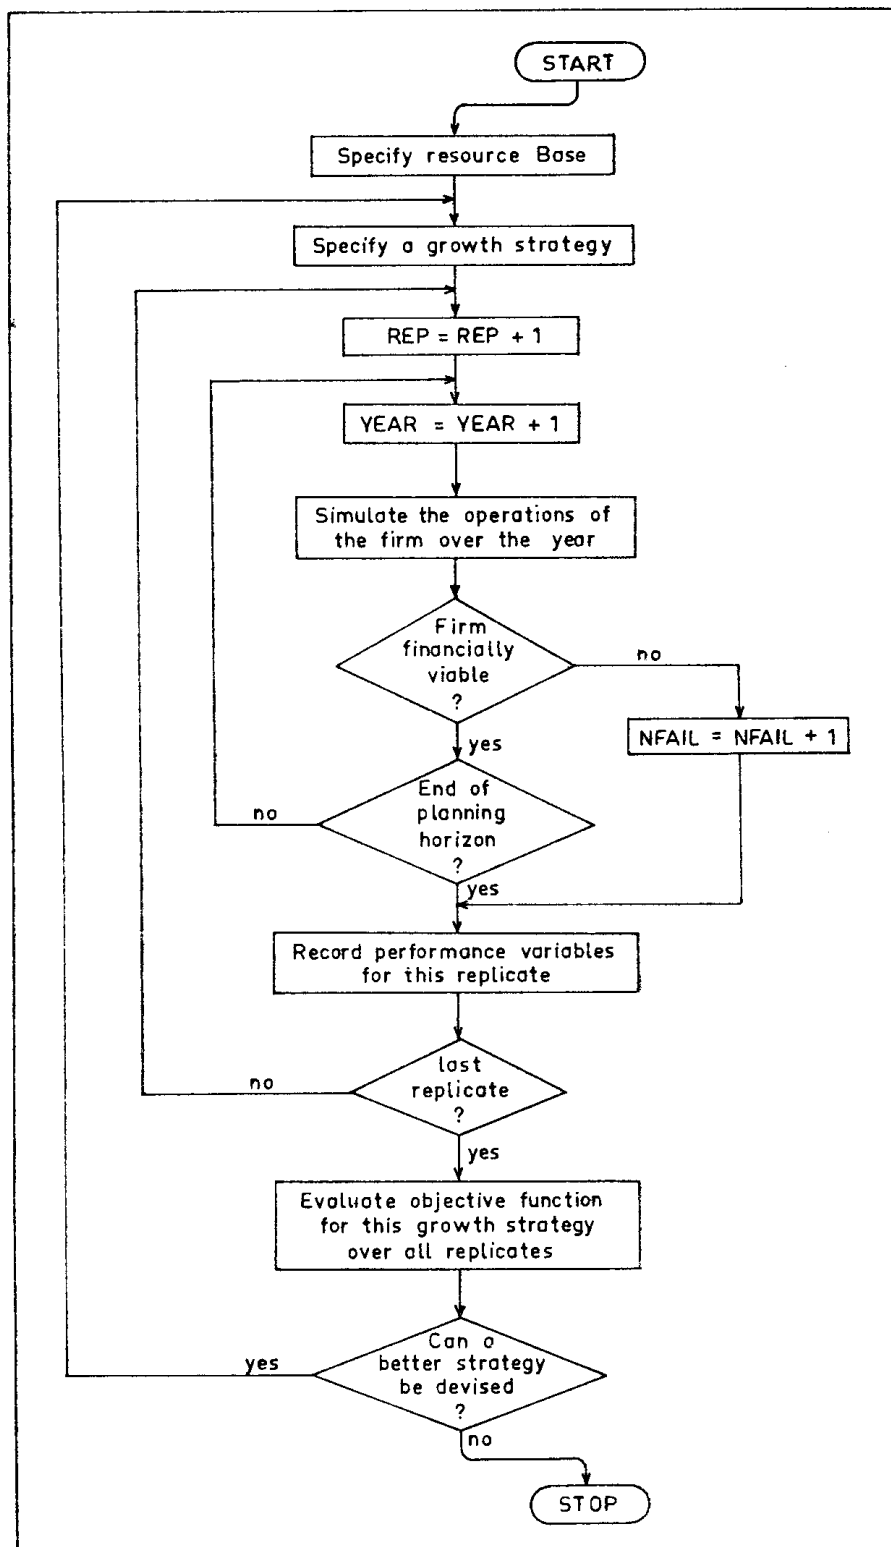 START
Specify resource Base
Specify a growth strategy
REP = REP + 1
YEAR = YEAR + 1
Simulate the operations of
the firm over the year
Firm
financially
viable
?
no
NFAIL = NFAIL + 1
yes
End of
planning
horizon
?
no
yes
Record performance variables
for this replicate
last
replicate
?
no
yes
Evaluate objective function
for this growth strategy
over all replicates
Can a
better strategy
be devised
?
yes
no
STOP